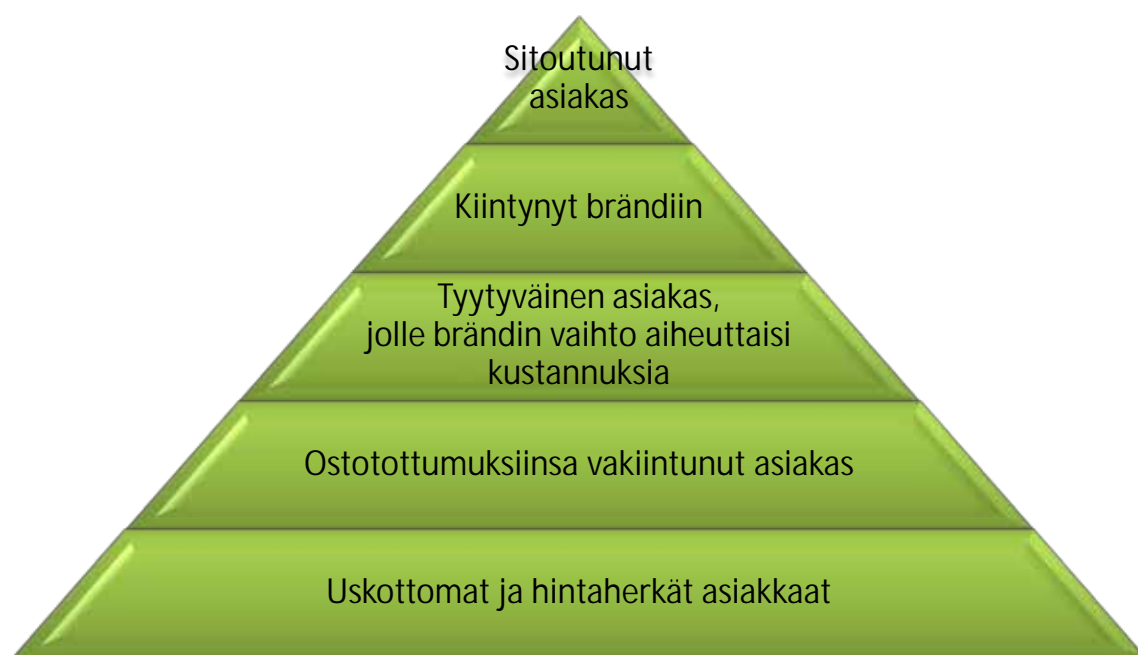 Sitoutunut
asiakas
Kiintynyt brändiin
Tyytyväinen asiakas,
jolle brändin vaihto aiheuttaisi
kustannuksia
Ostotottumuksiinsa vakiintunut asiakas
Uskottomat ja hintaherkät asiakkaat